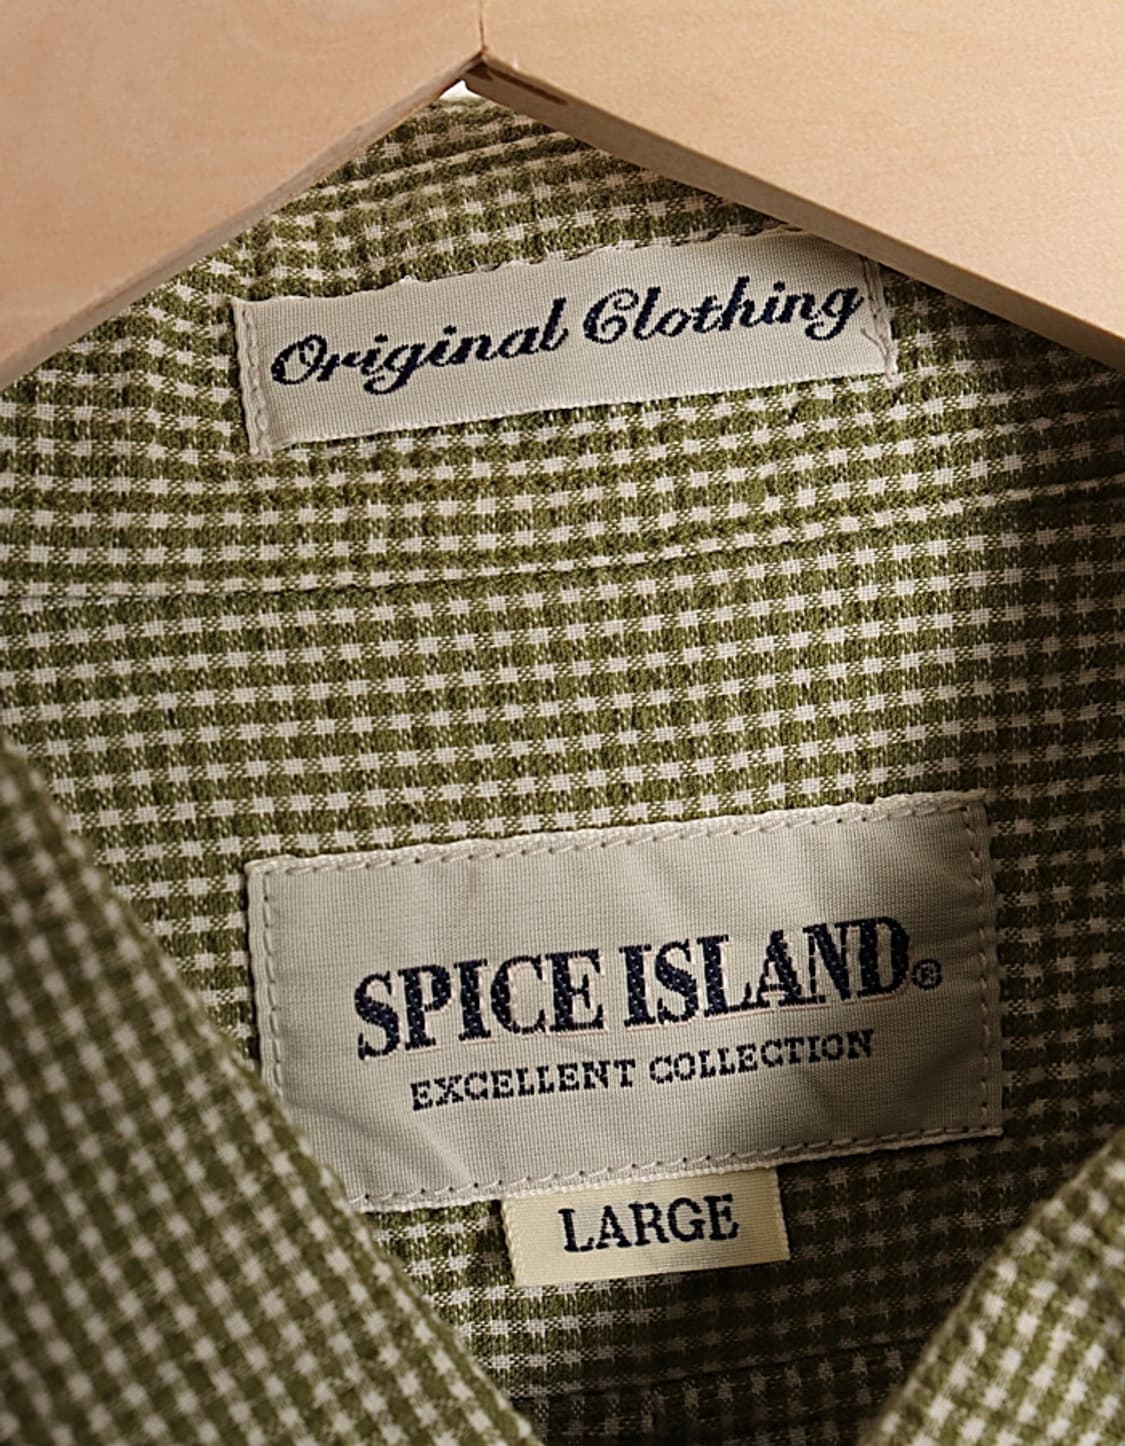 Original Clothing
SPICE ISLAND®
EXCELLENT COLLECTION
LARGE